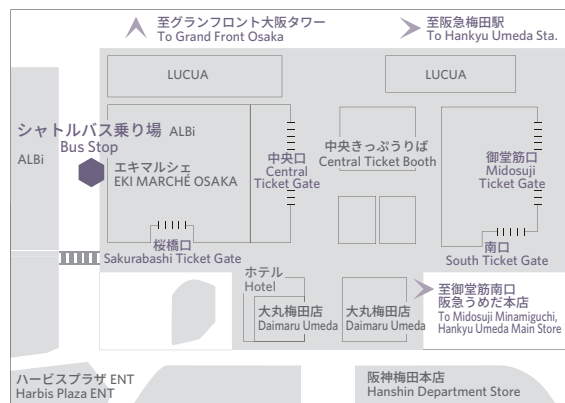 至グランフロント大阪タワー
To Grand Front Osaka
至阪急梅田駅
To Hankyu Umeda Sta.
LUCUA
LUCUA
シャトルバス乗り場
Bus Stop
ALBi
ALBi
エキマルシェ
EKI MARCHÉ OSAKA
中央口
Central
Ticket Gate
中央きっぷうりば
Central Ticket Booth
御堂筋口
Midosuji
Ticket Gate
桜橋口
Sakurabashi Ticket Gate
南口
South Ticket Gate
ホテル
Hotel
大丸梅田店
Daimaru Umeda
大丸梅田店
Daimaru Umeda
至御堂筋南口
阪急うめだ本店
To Midosuji Minamiguchi,
Hankyu Umeda Main Store
ハービスプラザ ENT
Harbis Plaza ENT
阪神梅田本店
Hanshin Department Store